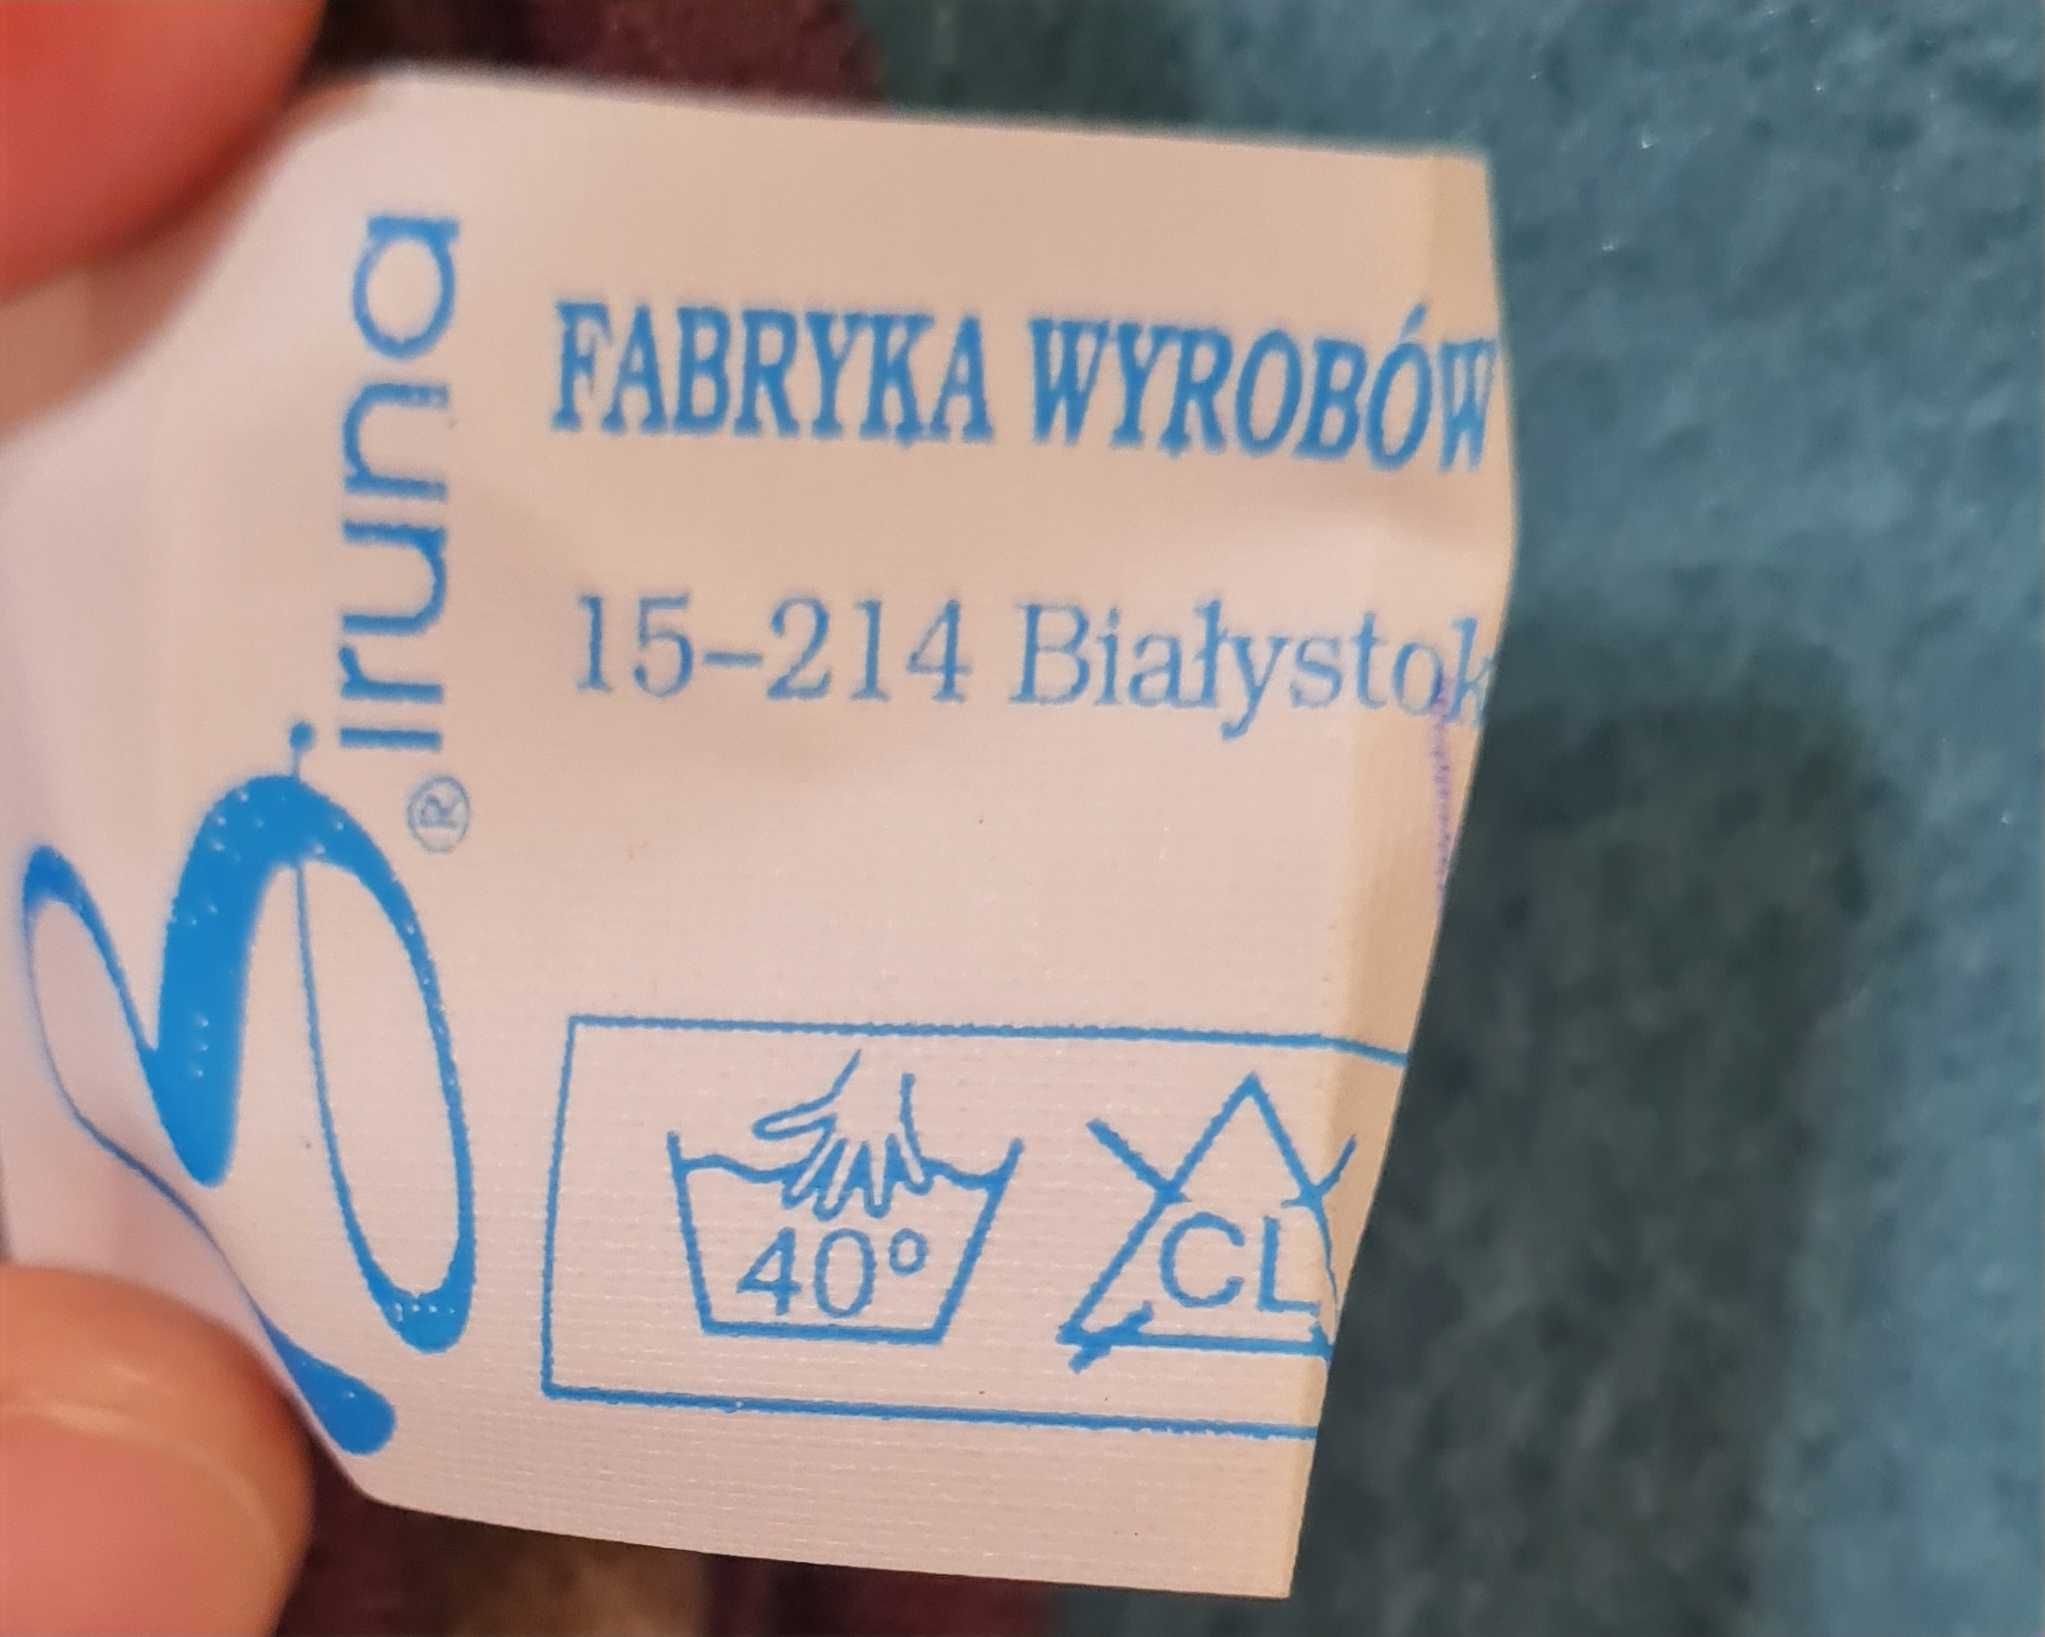 Biruna®
FABRYKA WYROBÓW
15-214 Białystok
40°
CL